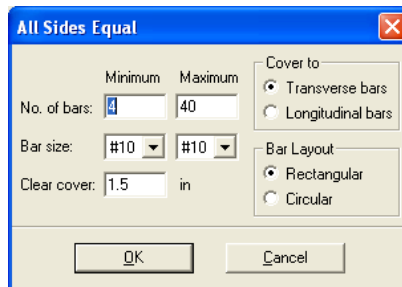 All Sides Equal
Minimum Maximum
No. of bars: 4 40
Bar size: #10 #10
Clear cover: 1.5 in
Cover to
Transverse bars
Longitudinal bars
Bar Layout
Rectangular
Circular
OK Cancel